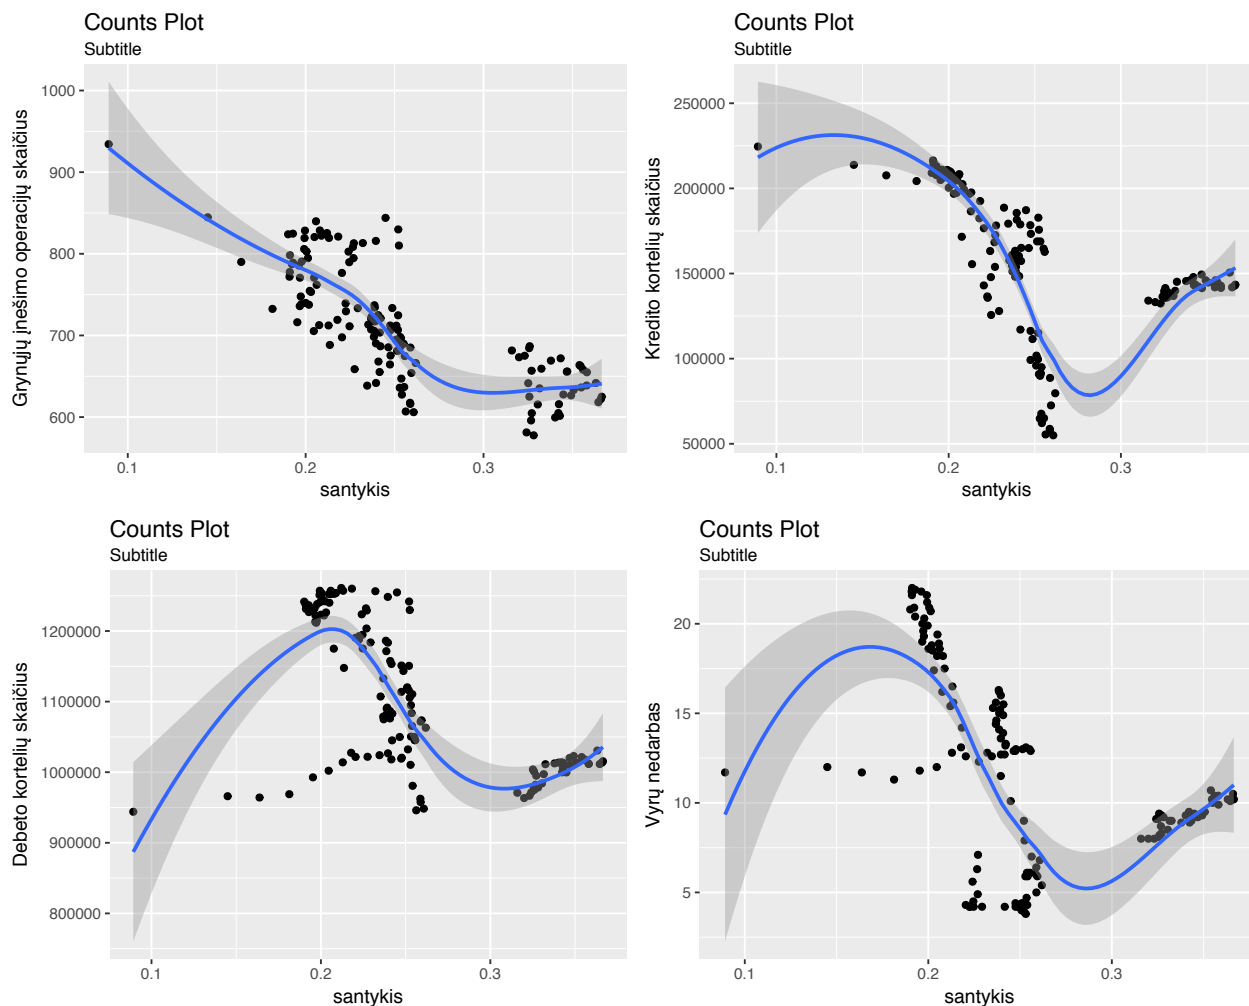 Counts Plot
Subtitle
Grynųjų įnešimo operacijų skaičius
1000
900
800
700
600
0.1
0.2
0.3
santykis
Counts Plot
Subtitle
Kredito kortelių skaičius
250000
200000
150000
100000
50000
0.1
0.2
0.3
santykis
Counts Plot
Subtitle
Debeto kortelių skaičius
1200000
1100000
1000000
900000
800000
0.1
0.2
0.3
santykis
Counts Plot
Subtitle
Vyrų nedarbas
20
15
10
5
0.1
0.2
0.3
santykis